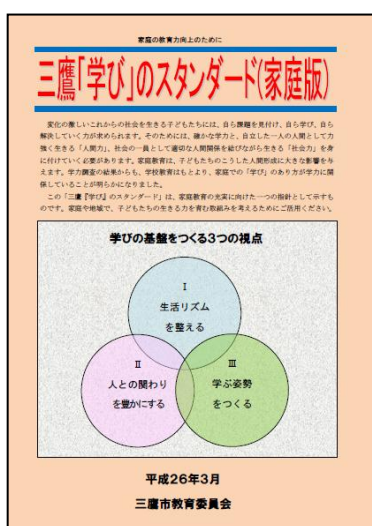 家庭の教育力向上のために
三鷹「学び」のスタンダード(家庭版)
変化の激しいこれからの社会を生きる子どもたちには、自ら課題を見付け、自ら学び、自ら
解決していく力が求められます。そのためには、確かな学力と、自立した一人の人間として力
強く生きる「人間力」、社会の一員として適切な人間関係を結びながら生きる「社会力」を身
に付けていく必要があります。家庭教育は、子どもたちのこうした人間形成に大きな影響を与
えます。学力調査の結果からも、学校教育はもとより、家庭での「学び」のあり方が学力に関
係していることが明らかになりました。
この「三鷹『学び』のスタンダード」は、家庭教育の充実に向けた一つの指針として示すも
のです。家庭や地域で、子どもたちの生きる力を育む取組みを考えるためにご活用ください。
学びの基盤をつくる3つの視点
Ⅰ
生活リズム
を整える
Ⅱ
人との関わり
を豊かにする
Ⅲ
学ぶ姿勢
をつくる
平成26年3月
三鷹市教育委員会